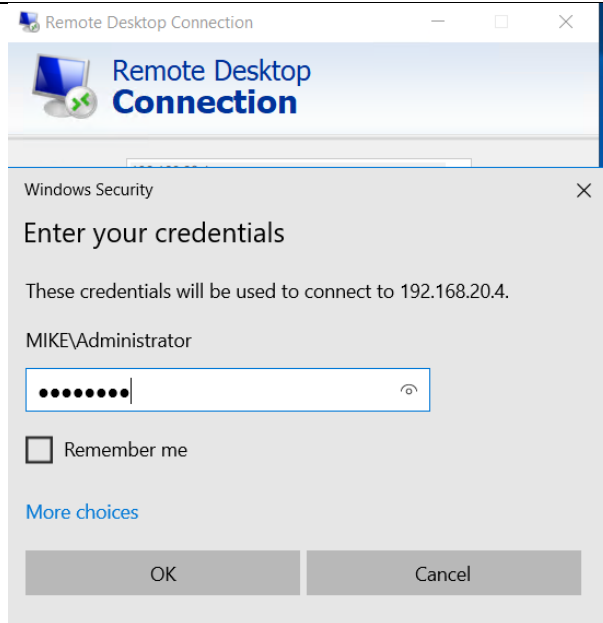 Remote Desktop Connection
Remote Desktop
Connection
Windows Security
Enter your credentials
These credentials will be used to connect to 192.168.20.4.
MIKE\Administrator
••••••••
Remember me
More choices
OK
Cancel